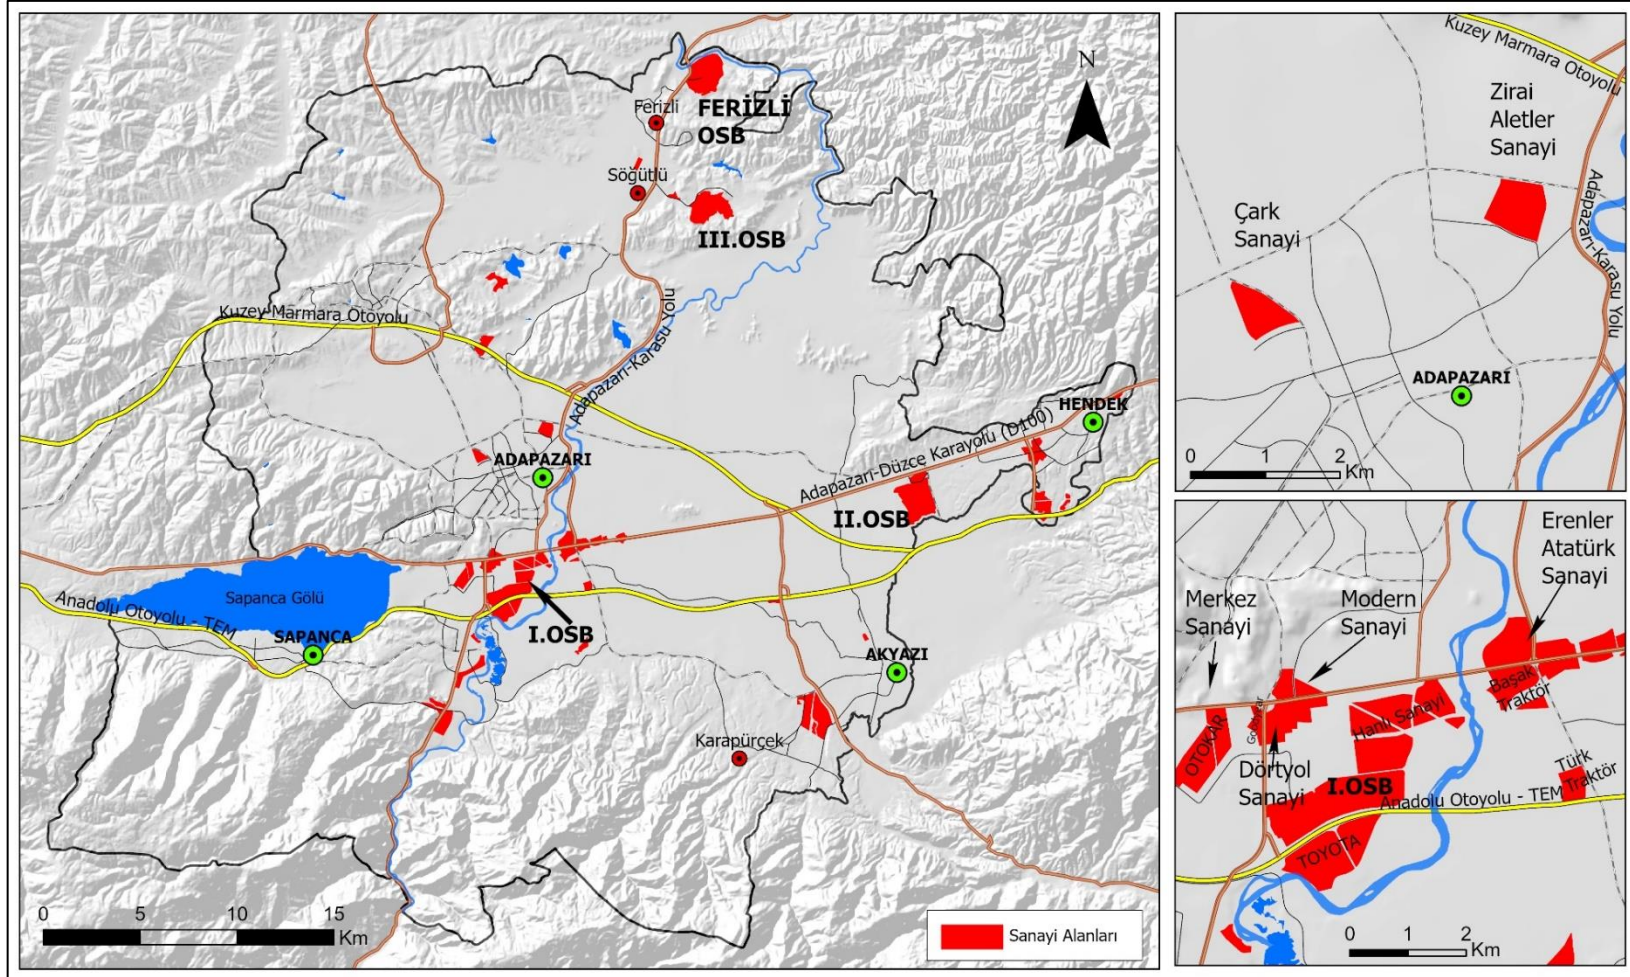 N
Ferizli
FERİZLİ
OSB
Söğütlü
III.OSB
Kuzey Marmara Otoyolu
Adapazarı-Karasu Yolu
HENDEK
Adapazarı-Düzce Karayolu (D100)
ADAPAZARI
II.OSB
Sapanca Gölü
Anadolu Otoyolu - TEM
SAPANCA
I.OSB
AKYAZI
Karapürçek
0 5 10 15
Km
Sanayi Alanları
Kuzey Marmara Otoyolu
Zirai
Aletler
Sanayi
Çark
Sanayi
Adapazarı-Karasu Yolu
ADAPAZARI
0 1 2
Km
Erenler
Atatürk
Sanayi
Merkez
Sanayi
Modern
Sanayi
Başak
Traktör
Hanlı Sanayi
OTOKAR
Dörtyol
Sanayi
I.OSB
Türk
Traktör
Anadolu Otoyolu - TEM
TOYOTA
0 1 2
Km